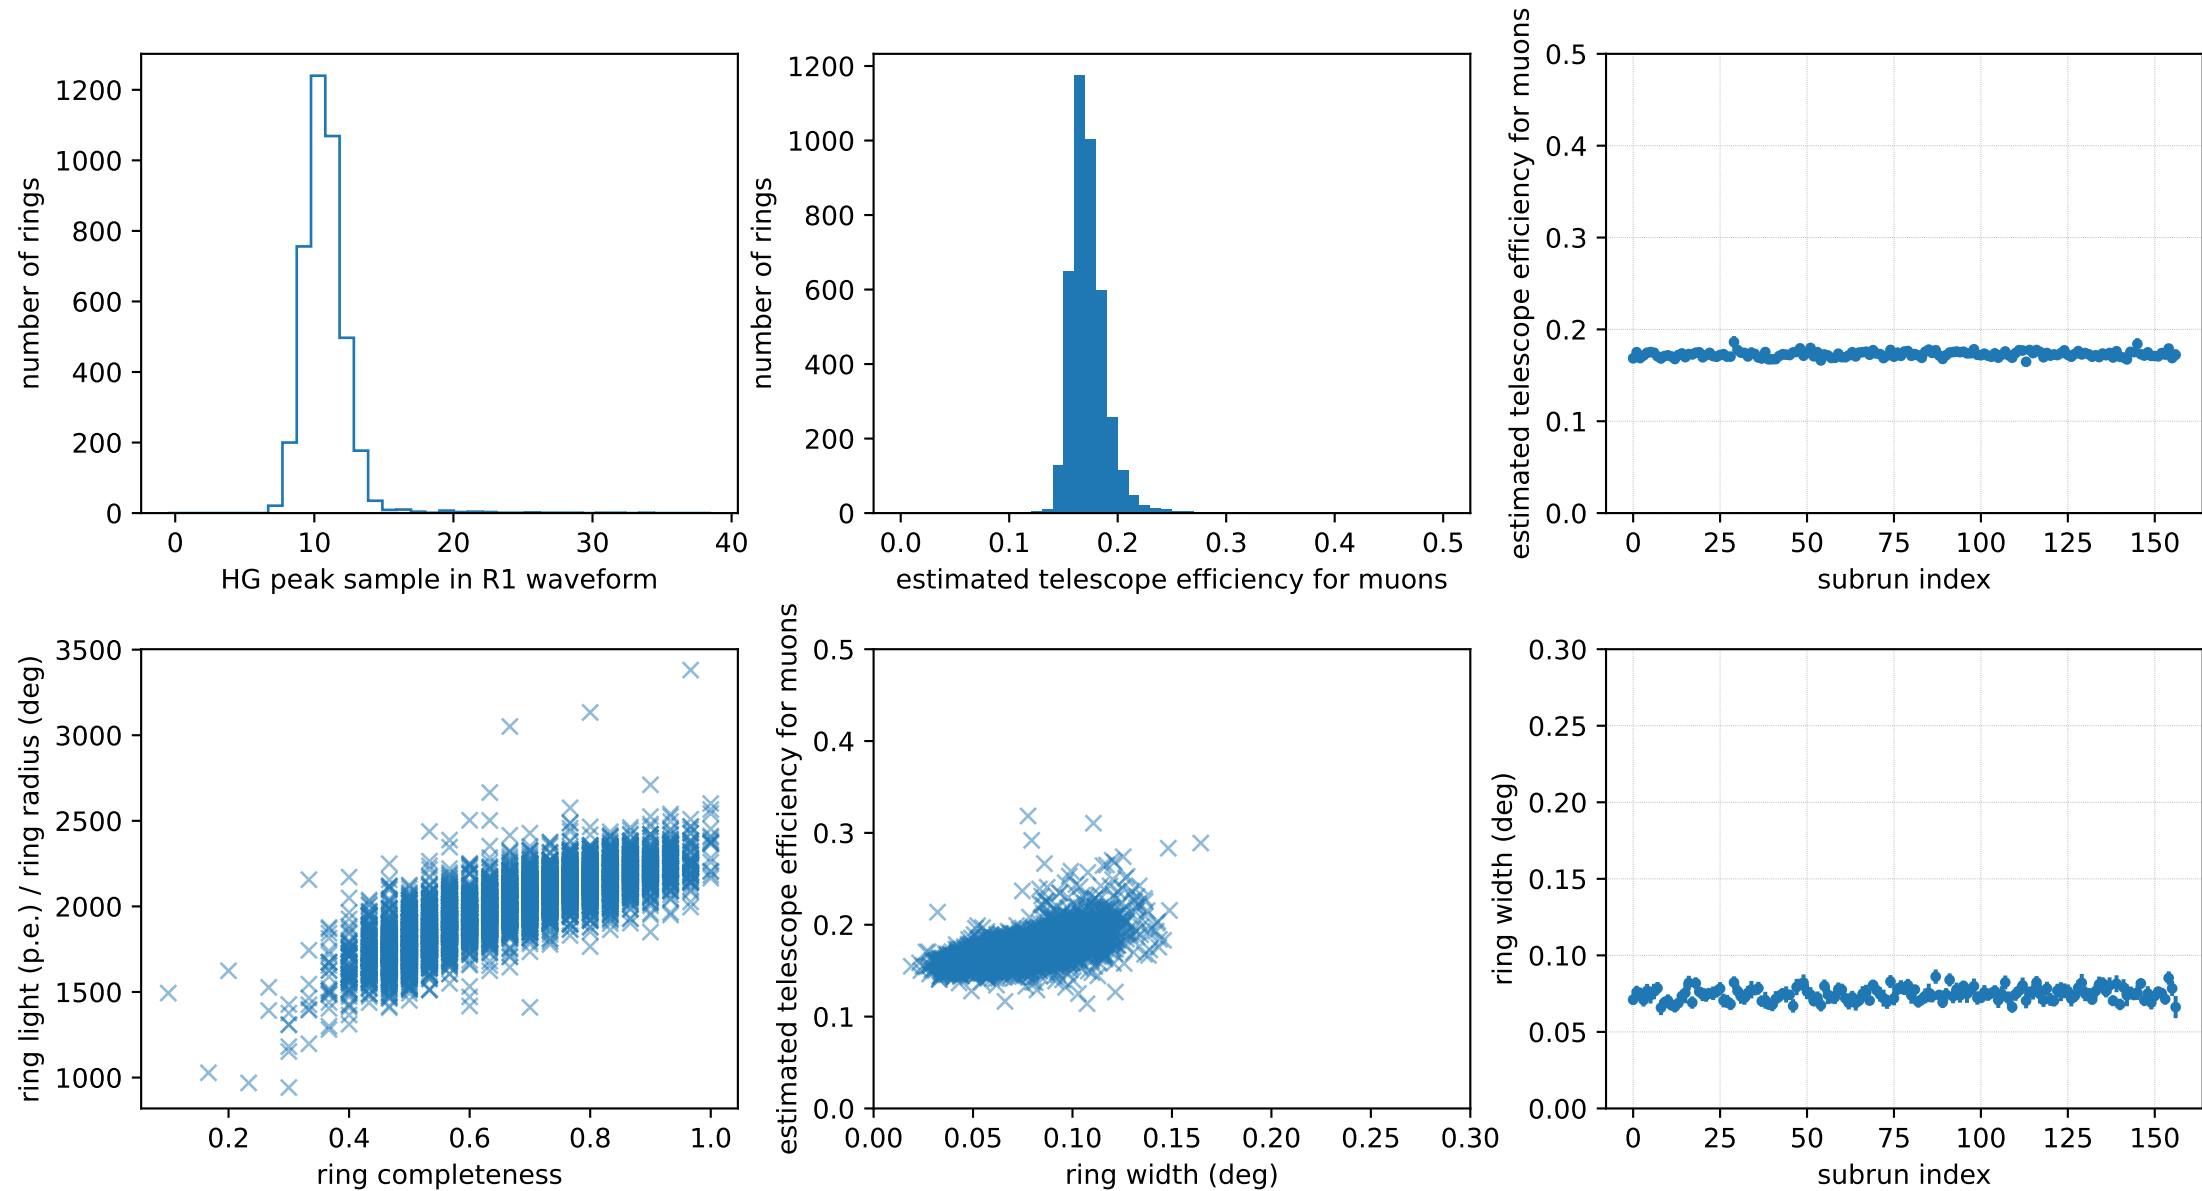 1200
1000
800
600
400
200
0
number of rings
0 10 20 30 40
HG peak sample in R1 waveform
1200
1000
800
600
400
200
0
number of rings
0.0 0.1 0.2 0.3 0.4 0.5
estimated telescope efficiency for muons
0.5
0.4
0.3
0.2
0.1
0.0
estimated telescope efficiency for muons
0 25 50 75 100 125 150
subrun index
3500
3000
2500
2000
1500
1000
ring light (p.e.) / ring radius (deg)
0.2 0.4 0.6 0.8 1.0
ring completeness
0.5
0.4
0.3
0.2
0.1
0.0
estimated telescope efficiency for muons
0.00 0.05 0.10 0.15 0.20 0.25 0.30
ring width (deg)
0.30
0.25
0.20
0.15
0.10
0.05
0.00
ring width (deg)
0 25 50 75 100 125 150
subrun index